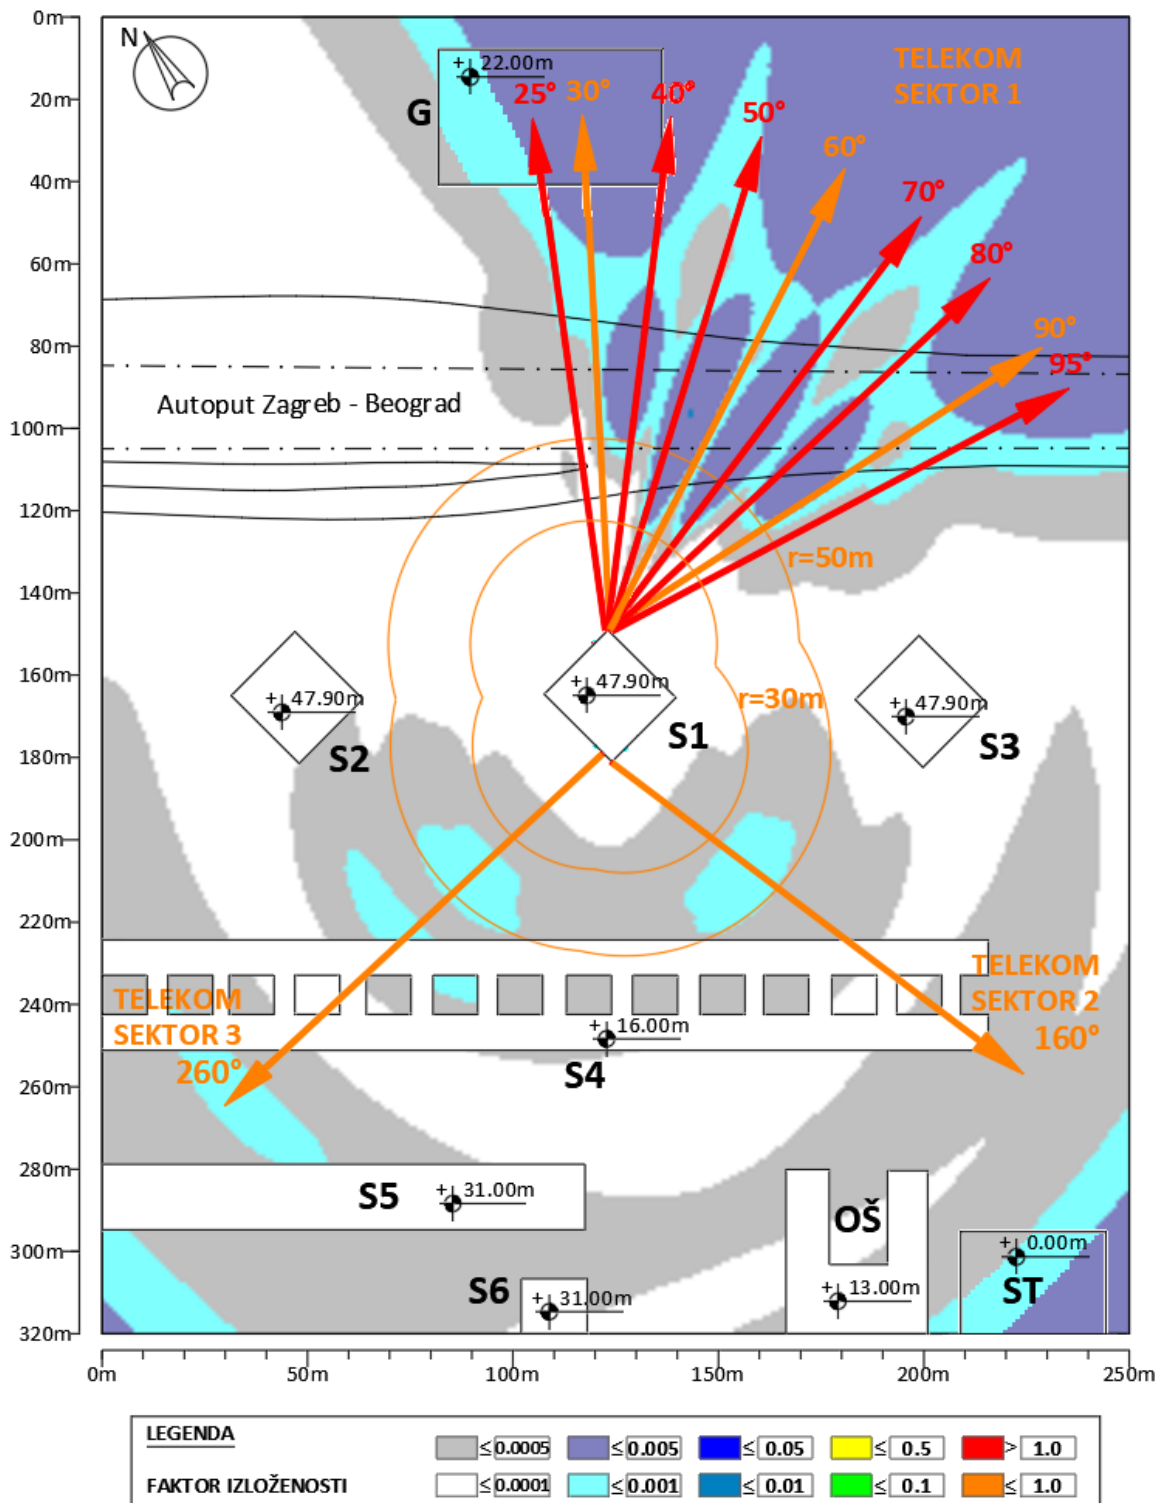 0m
N
TELEKOM
SEKTOR 1
+ 22.00m
20m
25°
30°
40°
G
50°
60°
40m
70°
80°
60m
90°
80m
95°
Autoput Zagreb - Beograd
100m
120m
r=50m
140m
160m
+ 47.90m
+ 47.90m
+ 47.90m
r=30m
S1
S2
S3
180m
200m
220m
TELEKOM
SEKTOR 2
160°
240m
TELEKOM
SEKTOR 3
260°
+ 16.00m
S4
260m
280m
S5
+ 31.00m
OŠ
300m
+ 0.00m
S6
+ 31.00m
+ 13.00m
ST
320m
0m 50m 100m 150m 200m 250m
LEGENDA
≤ 0.0005 ≤ 0.005 ≤ 0.05 ≤ 0.5 > 1.0
FAKTOR IZLOŽENOSTI ≤ 0.0001 ≤ 0.001 ≤ 0.01 ≤ 0.1 ≤ 1.0